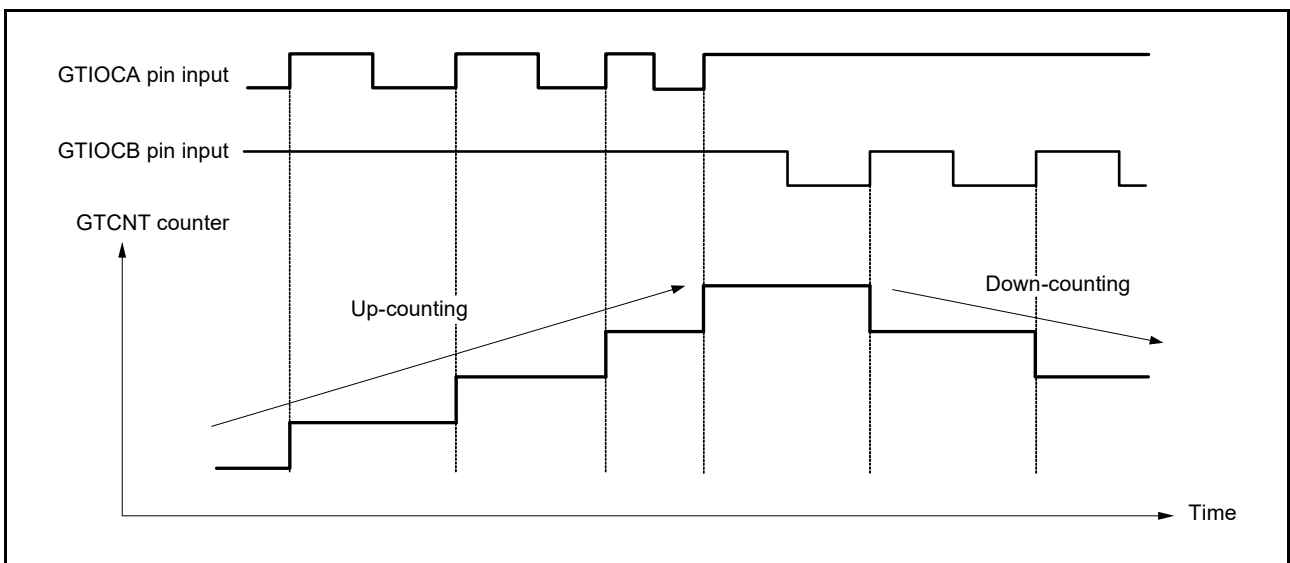 GTIOCA pin input
GTIOCB pin input
GTCNT counter
Up-counting
Down-counting
Time